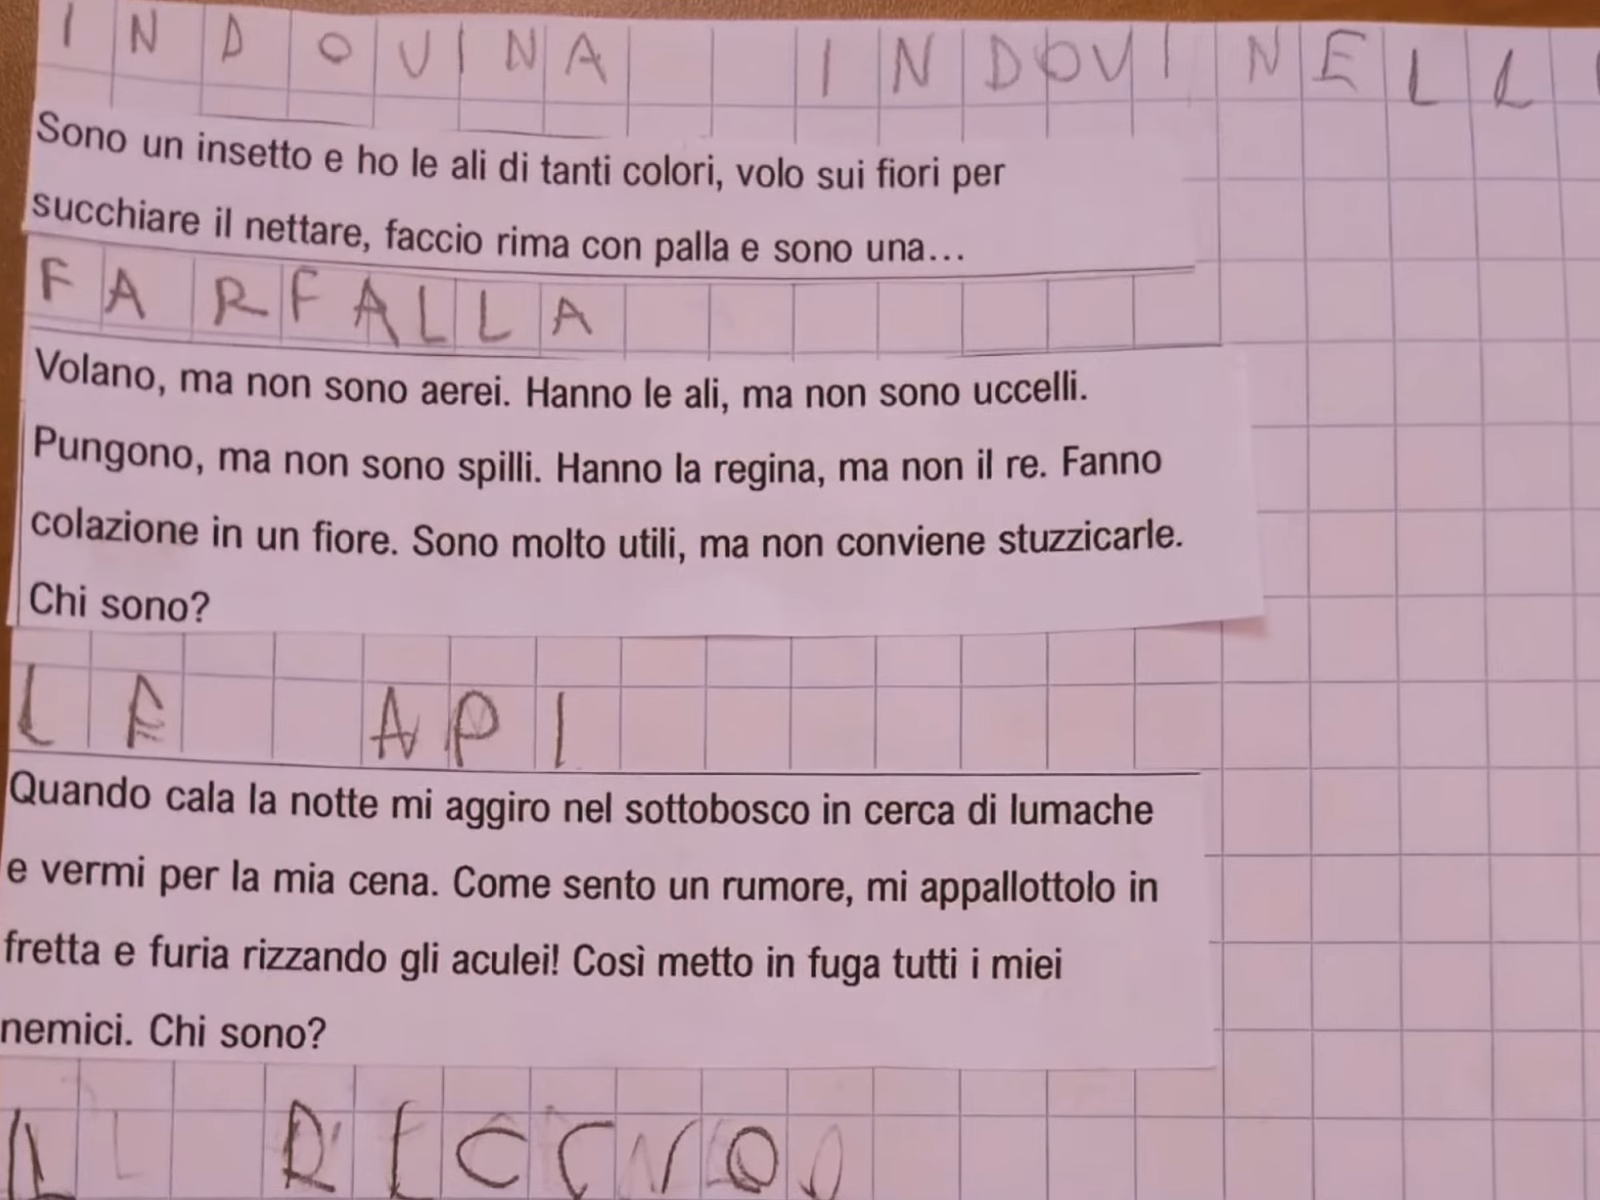 INDOVINA INDOVINELL
Sono un insetto e ho le ali di tanti colori, volo sui fiori per
succhiare il nettare, faccio rima con palla e sono una...
FARFALLA
Volano, ma non sono aerei. Hanno le ali, ma non sono uccelli.
Pungono, ma non sono spilli. Hanno la regina, ma non il re. Fanno
colazione in un fiore. Sono molto utili, ma non conviene stuzzicarle.
Chi sono?
LE API
Quando cala la notte mi aggiro nel sottobosco in cerca di lumache
e vermi per la mia cena. Come sento un rumore, mi appallottolo in
fretta e furia rizzando gli aculei! Così metto in fuga tutti i miei
nemici. Chi sono?